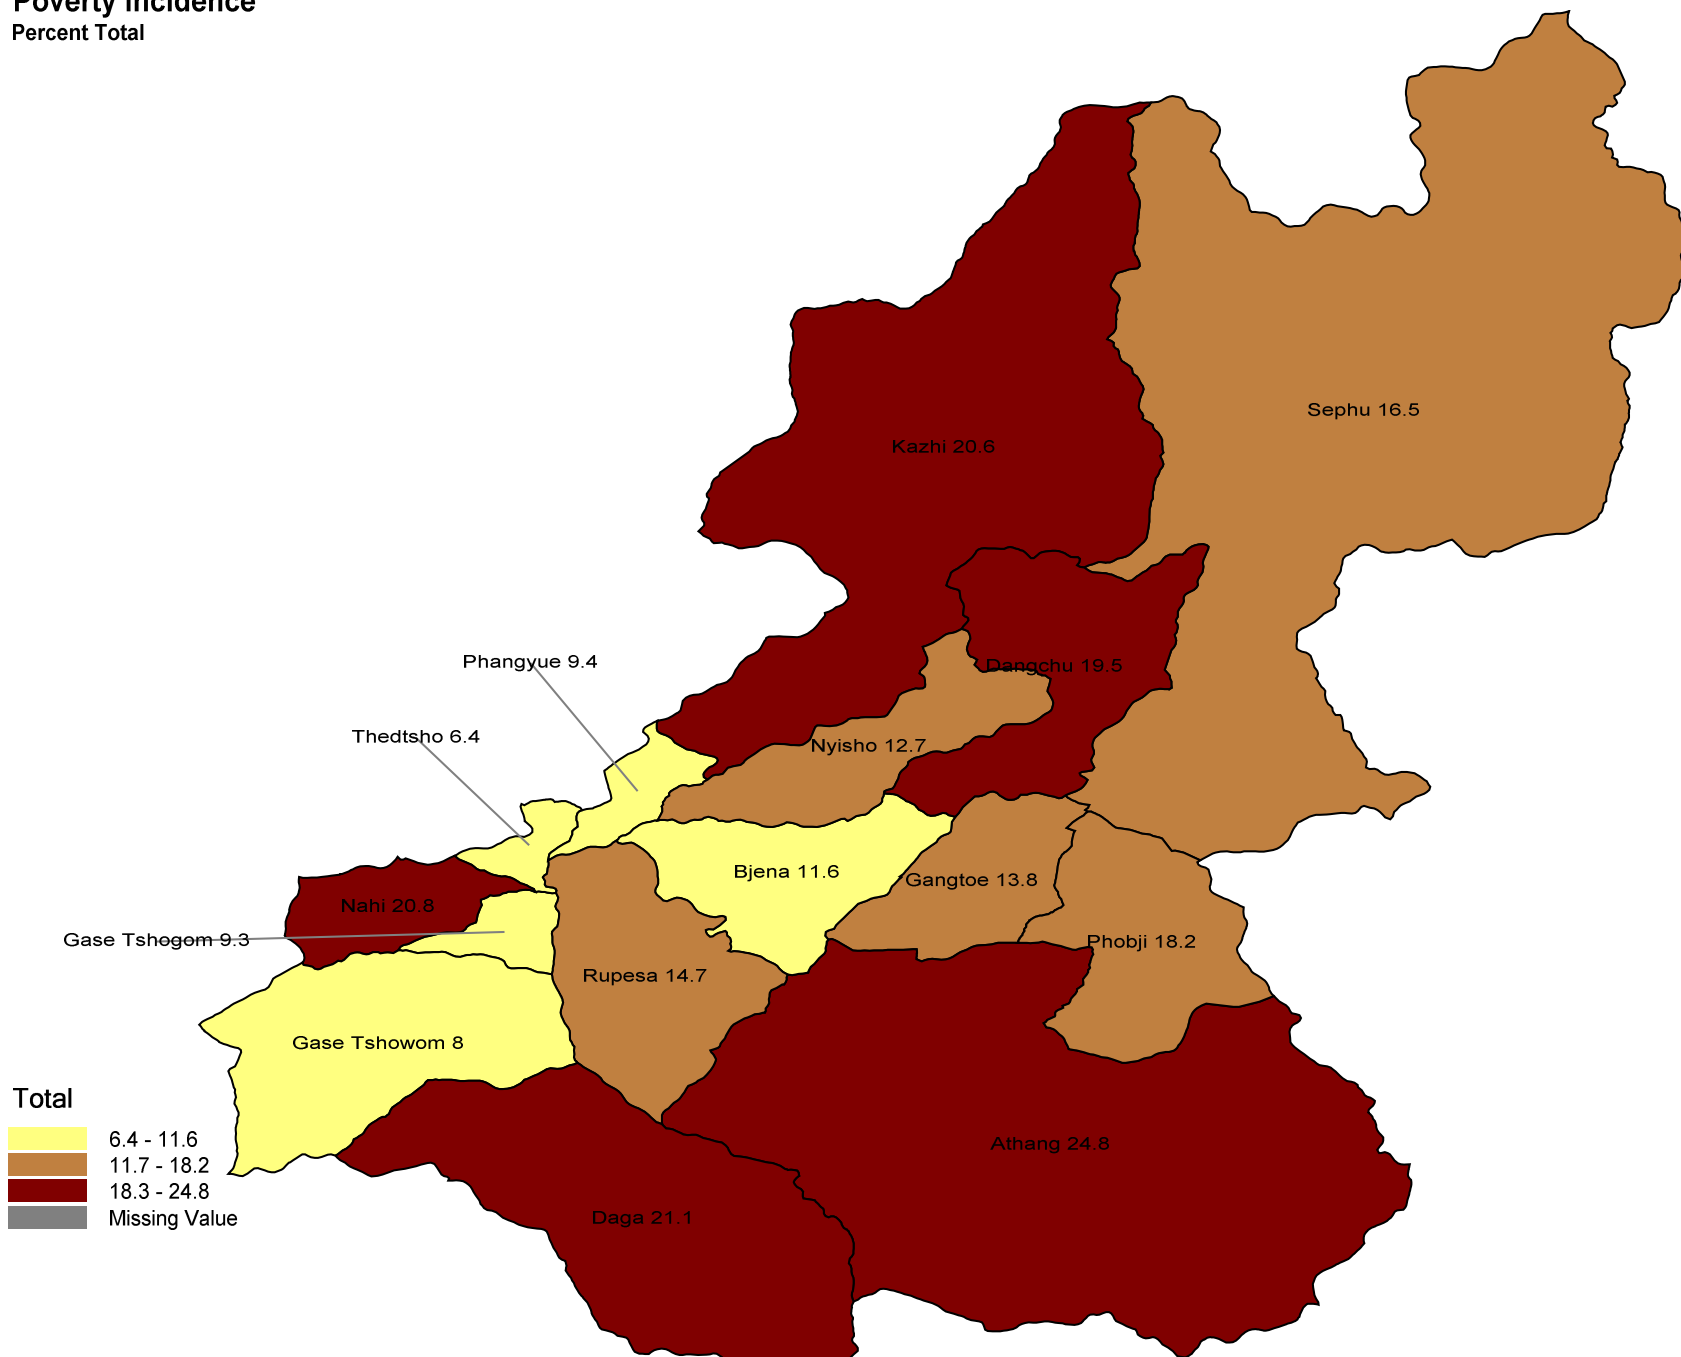 Poverty Incidence
Percent Total
Sephu 16.5
Kazhi 20.6
Phangyue 9.4
Dangchu 19.5
Thedtsho 6.4
Nyisho 12.7
Bjena 11.6
Gangtoe 13.8
Nahi 20.8
Gase Tshogom 9.3
Phobji 18.2
Rupesa 14.7
Gase Tshowom 8
Athang 24.8
Daga 21.1
Total
6.4 - 11.6
11.7 - 18.2
18.3 - 24.8
Missing Value